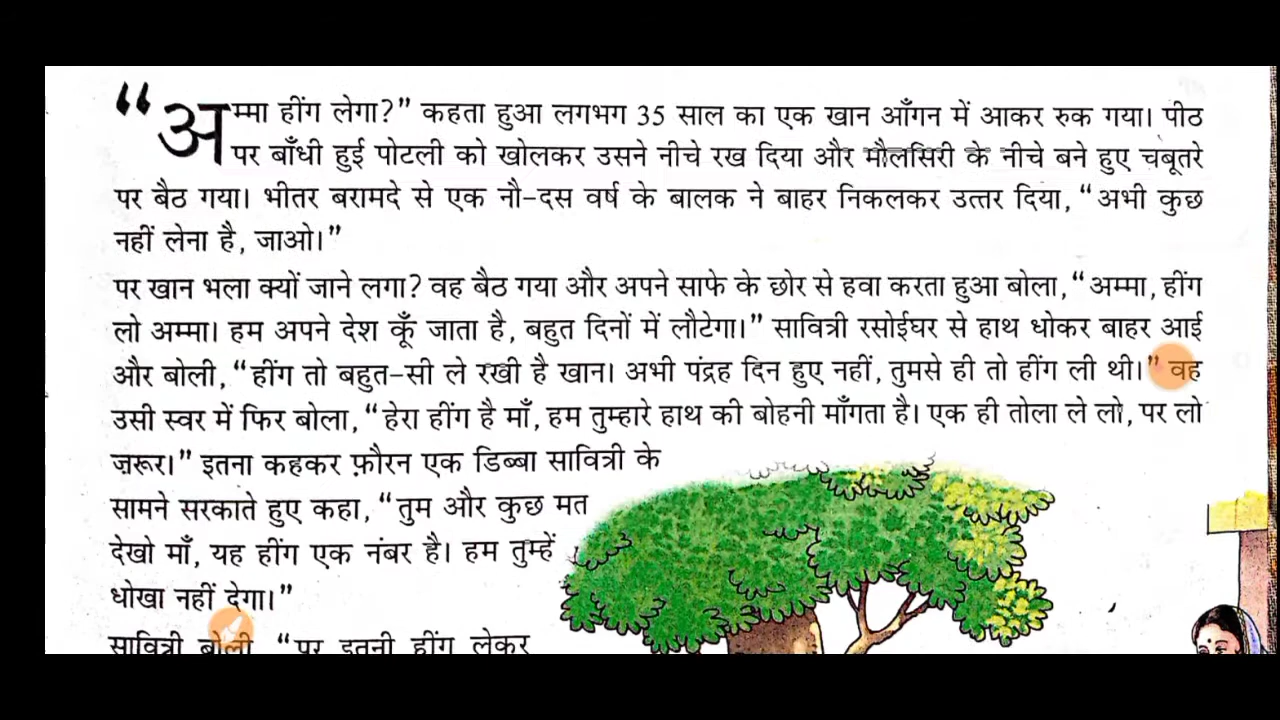 “अम्मा हींग लेगा?” कहता हुआ लगभग 35 साल का एक खान आँगन में आकर रुक गया। पीठ
पर बाँधी हुई पोटली को खोलकर उसने नीचे रख दिया और मौलसिरी के नीचे बने हुए चबूतरे
पर बैठ गया। भीतर बरामदे से एक नौ-दस वर्ष के बालक ने बाहर निकलकर उत्तर दिया, “अभी कुछ
नहीं लेना है, जाओ।”
पर खान भला क्यों जाने लगा? वह बैठ गया और अपने साफे के छोर से हवा करता हुआ बोला, “अम्मा, हींग
लो अम्मा। हम अपने देश कूँ जाता है, बहुत दिनों में लौटेगा।” सावित्री रसोईघर से हाथ धोकर बाहर आई
और बोली, “हींग तो बहुत-सी ले रखी है खान। अभी पंद्रह दिन हुए नहीं, तुमसे ही तो हींग ली थी।” वह
उसी स्वर में फिर बोला, “हेरा हींग है माँ, हम तुम्हारे हाथ की बोहनी माँगता है। एक ही तोला ले लो, पर लो
ज़रूर।” इतना कहकर फ़ौरन एक डिब्बा सावित्री के
सामने सरकाते हुए कहा, “तुम और कुछ मत
देखो माँ, यह हींग एक नंबर है। हम तुम्हें
धोखा नहीं देगा।”
सावित्री बोली, “पर इतनी हींग लेकर